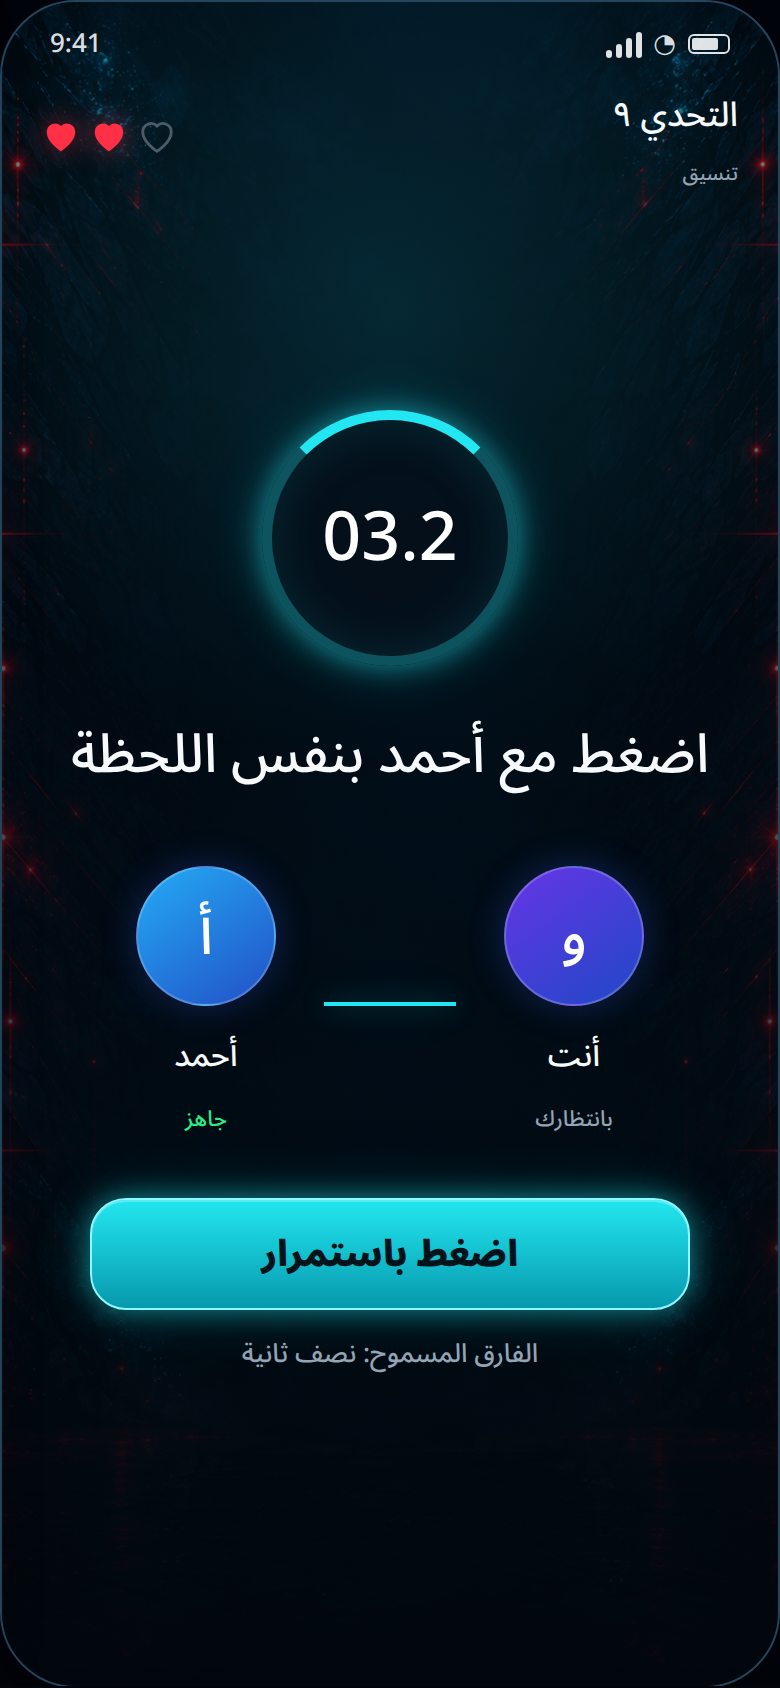 9:41
التحدي ٩
تنسيق
03.2
اضغط مع أحمد بنفس اللحظة
و
أ
أنت
أحمد
بانتظارك
جاهز
اضغط باستمرار
الفارق المسموح: نصف ثانية